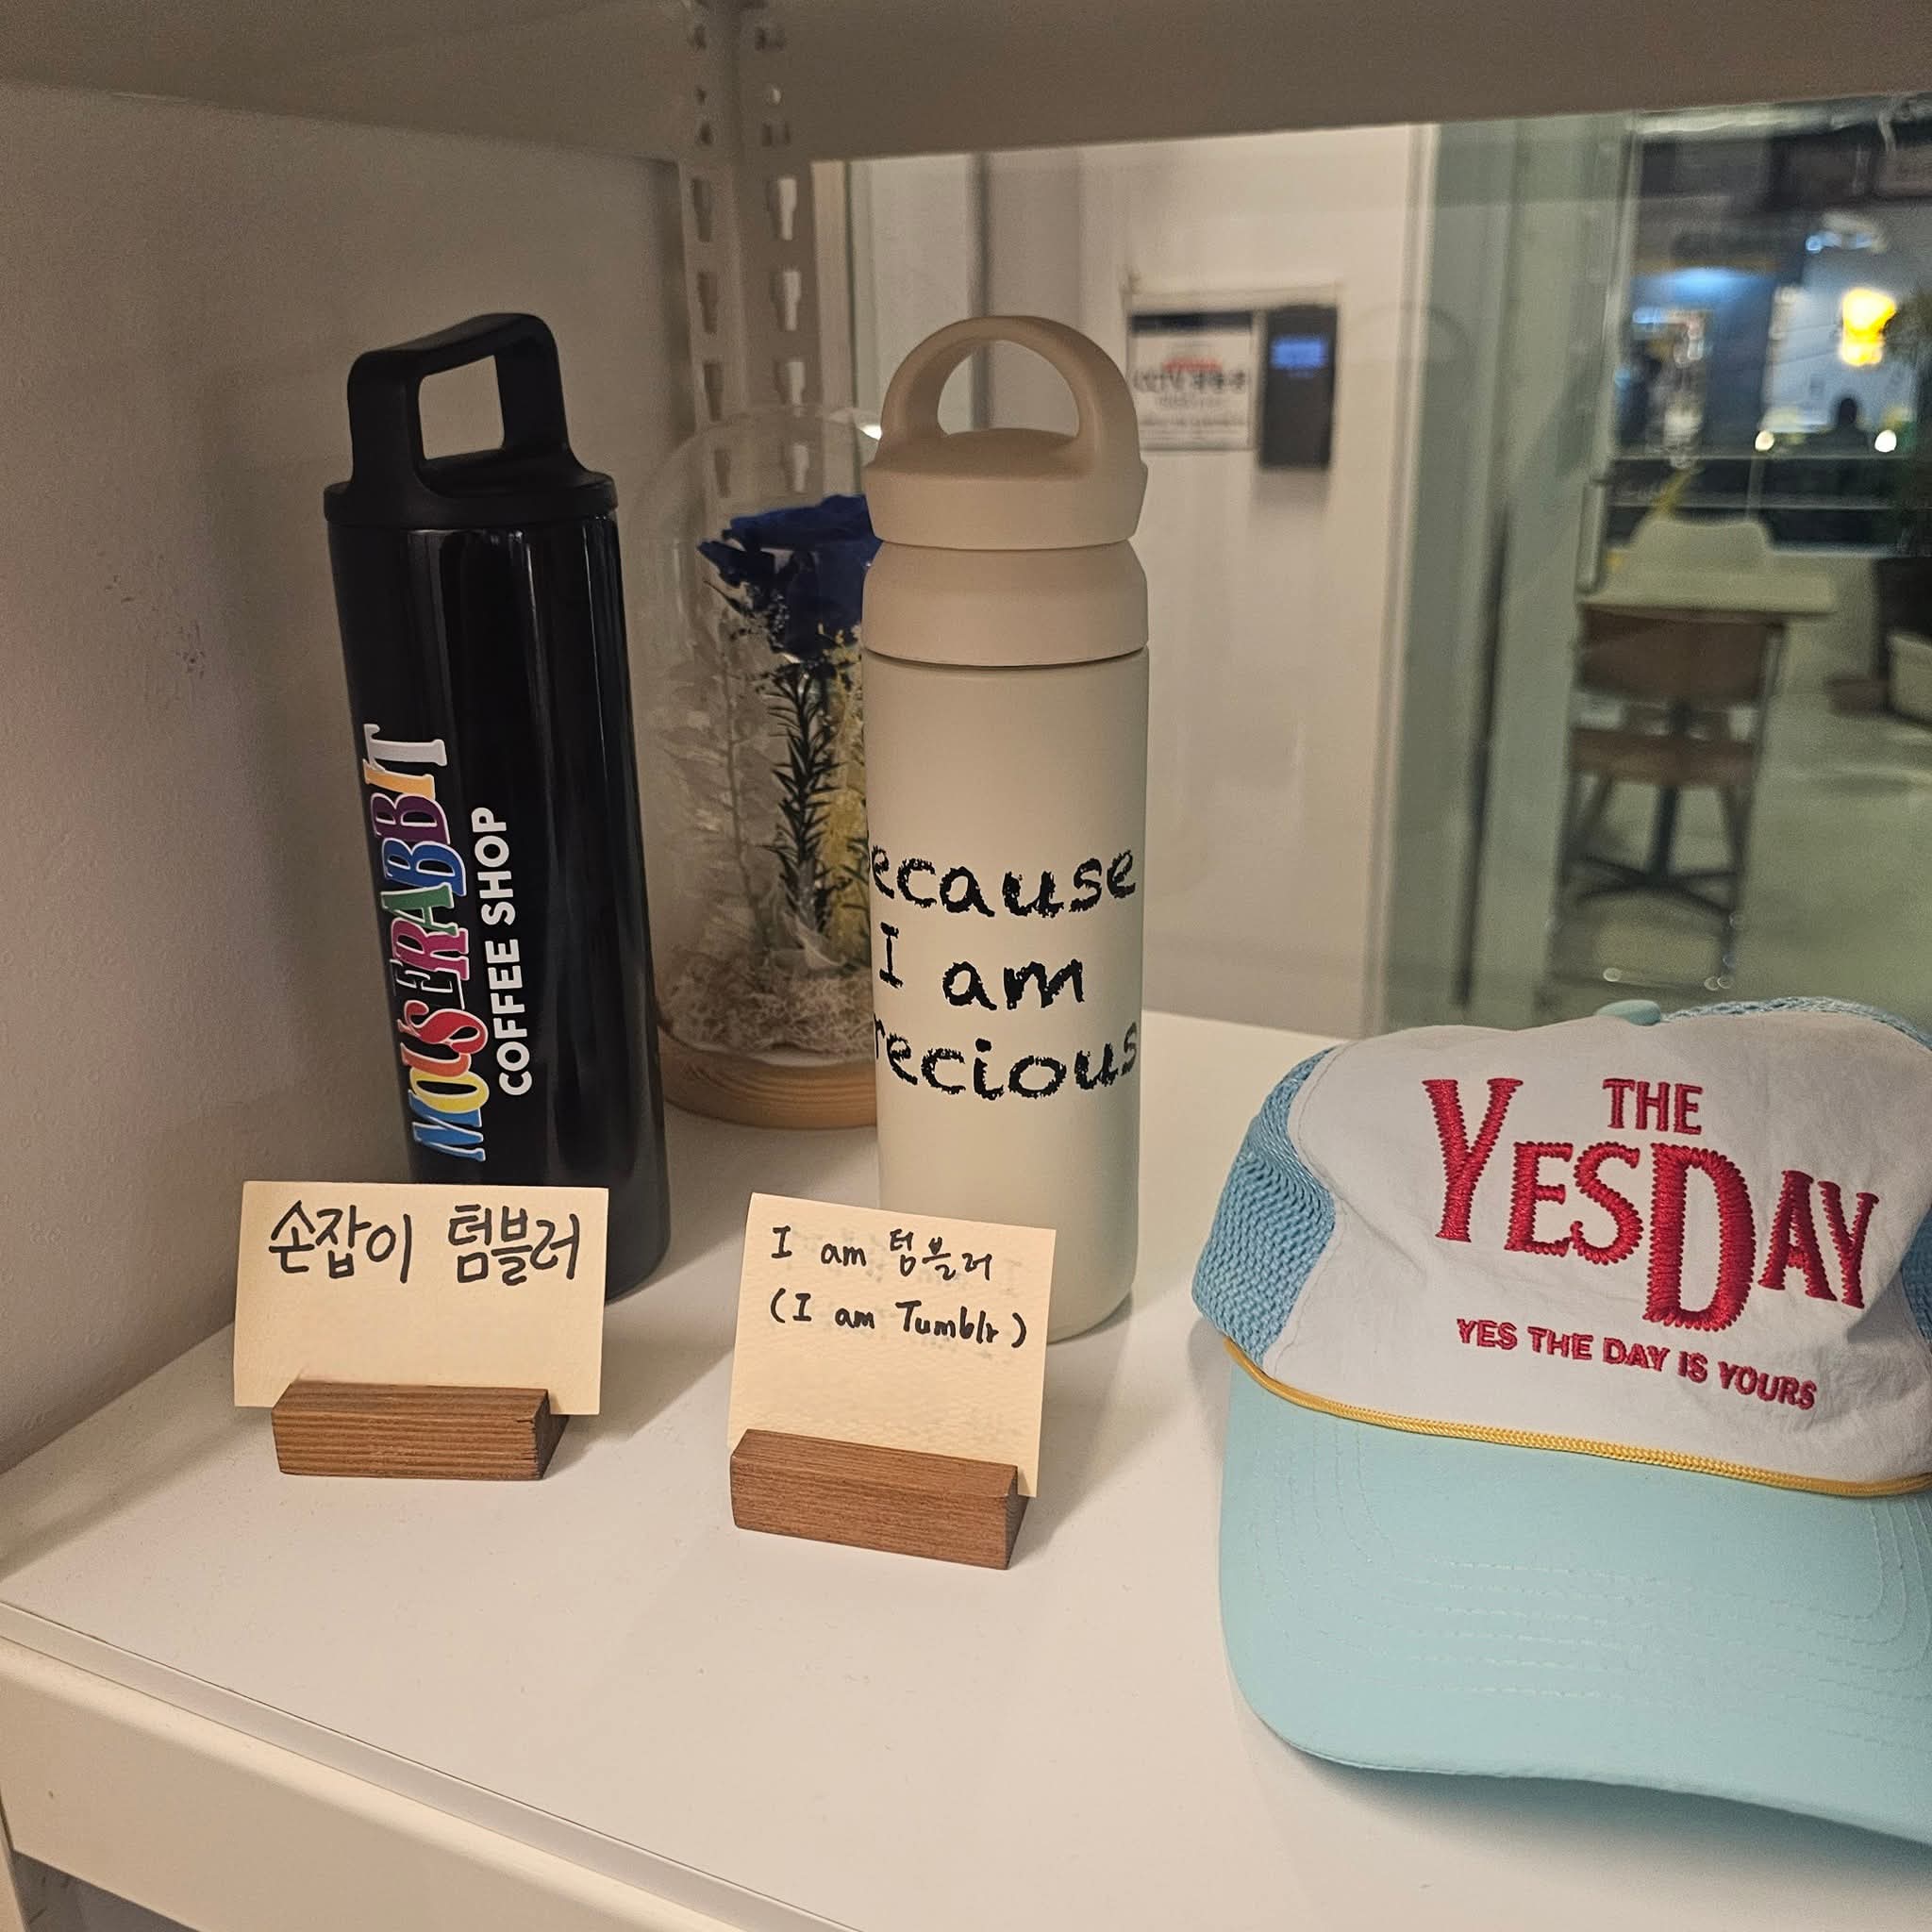 MOUSERABBIT
COFFEE SHOP
ecause
I am
recious
손잡이 텀블러
I am 텀블러
(I am Tumblr)
THE
YESDAY
YES THE DAY IS YOURS